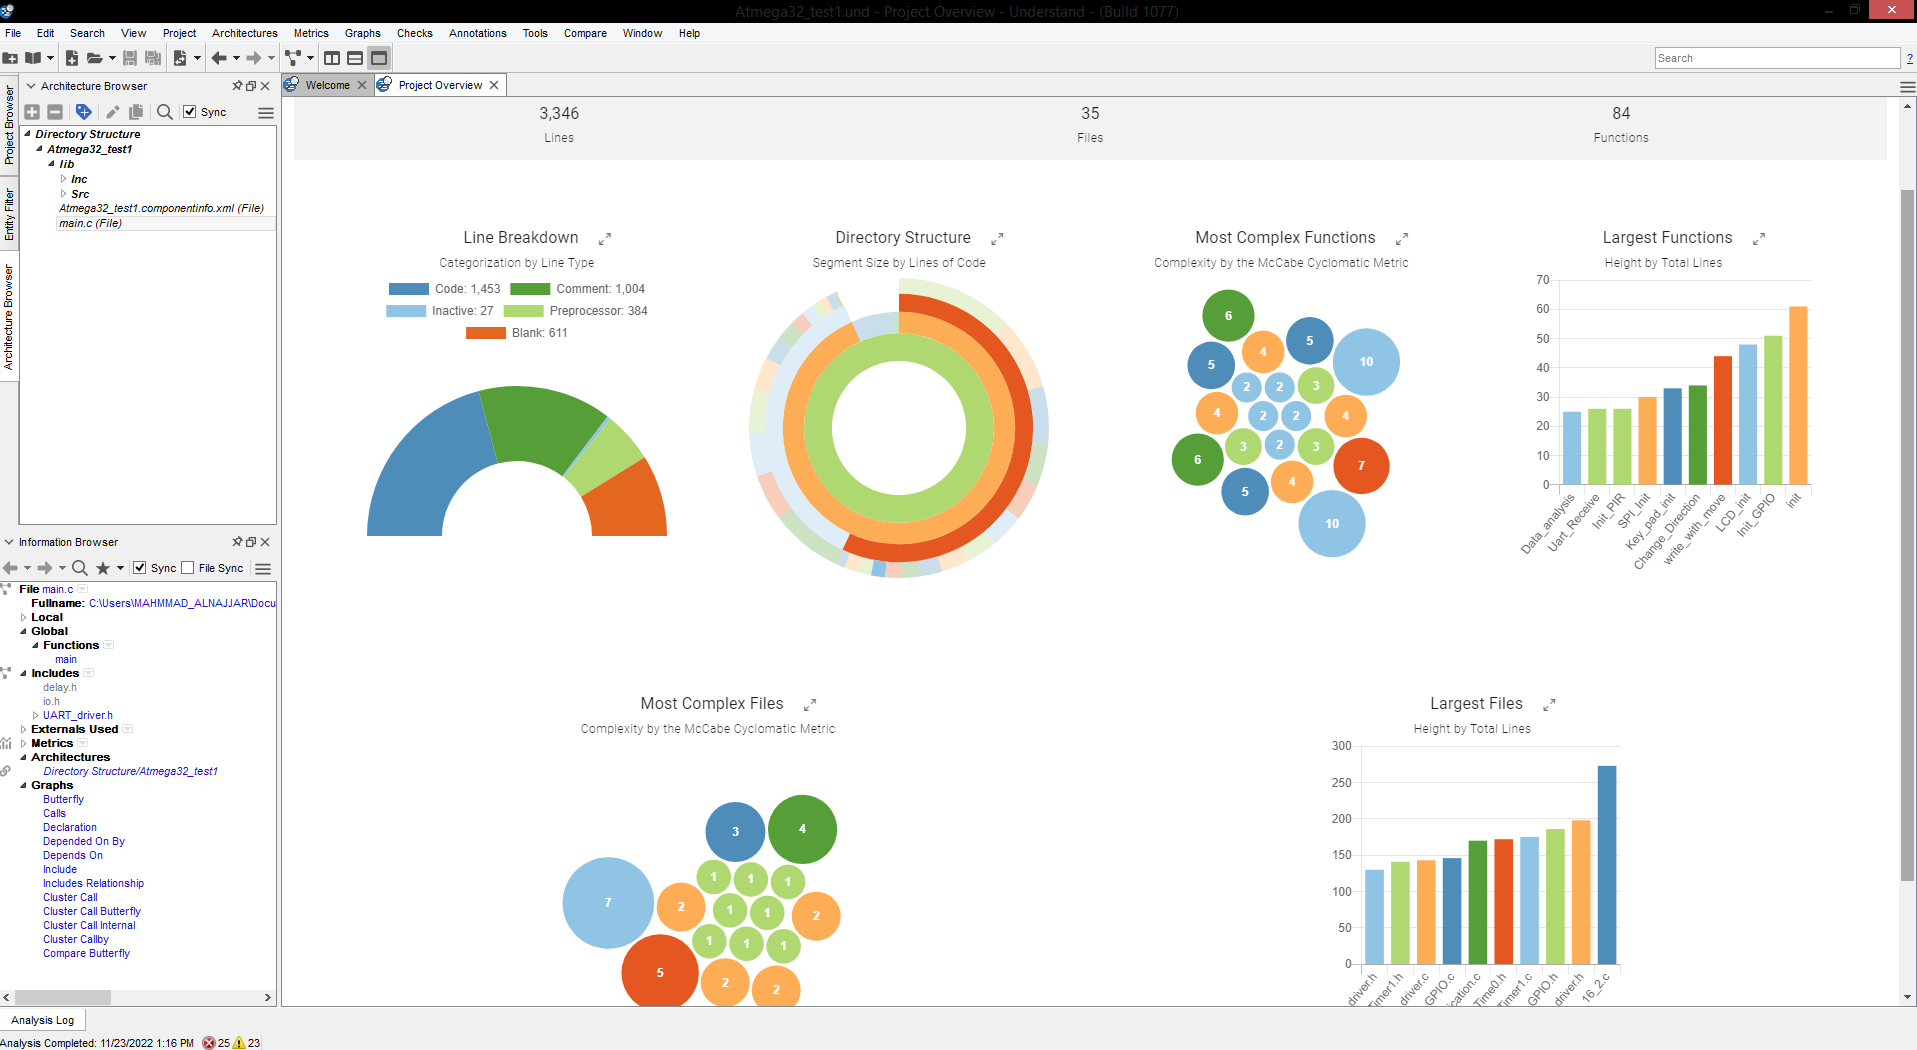 Atmega32_test1.und - Project Overview - Understand - (Build 1077)
File Edit Search View Project Architectures Metrics Graphs Checks Annotations Tools Compare Window Help
Search ?
Project Browser
Entity Filter
Architecture Browser
Architecture Browser
Sync
Directory Structure
Atmega32_test1
lib
Inc
Src
Atmega32_test1.componentinfo.xml (File)
main.c (File)
Information Browser
Sync File Sync
File main.c
Fullname: C:\Users\MAHMMAD_ALNAJJAR\Docu
Local
Global
Functions
main
Includes
delay.h
io.h
UART_driver.h
Externals Used
Metrics
Architectures
Directory Structure/Atmega32_test1
Graphs
Butterfly
Calls
Declaration
Depended On By
Depends On
Include
Includes Relationship
Cluster Call
Cluster Call Butterfly
Cluster Call Internal
Cluster Callby
Compare Butterfly
Welcome Project Overview
3,346 35 84
Lines Files Functions
Line Breakdown
Categorization by Line Type
Code: 1,453 Comment: 1,004
Inactive: 27 Preprocessor: 384
Blank: 611
Directory Structure
Segment Size by Lines of Code
Most Complex Functions
Complexity by the McCabe Cyclomatic Metric
6
5
4
5
10
2
2
3
4
2
2
4
3
2
3
6
7
4
5
10
Largest Functions
Height by Total Lines
70
60
50
40
30
20
10
0
Data_analysis
Uart_Receive
Init_PIR
SPI_Init
Key_pad_init
Change_Direction
write_with_move
LCD_init
Init_GPIO
init
Most Complex Files
Complexity by the McCabe Cyclomatic Metric
3
4
1
1
1
7
2
1
1
2
1
1
1
5
2
2
Largest Files
Height by Total Lines
300
250
200
150
100
50
0
driver.h
Timer1.h
driver.c
GPIO.c
ication.c
Time0.h
Timer1.c
GPIO.h
driver.h
16_2.c
Analysis Log
Analysis Completed: 11/23/2022 1:16 PM 25 23